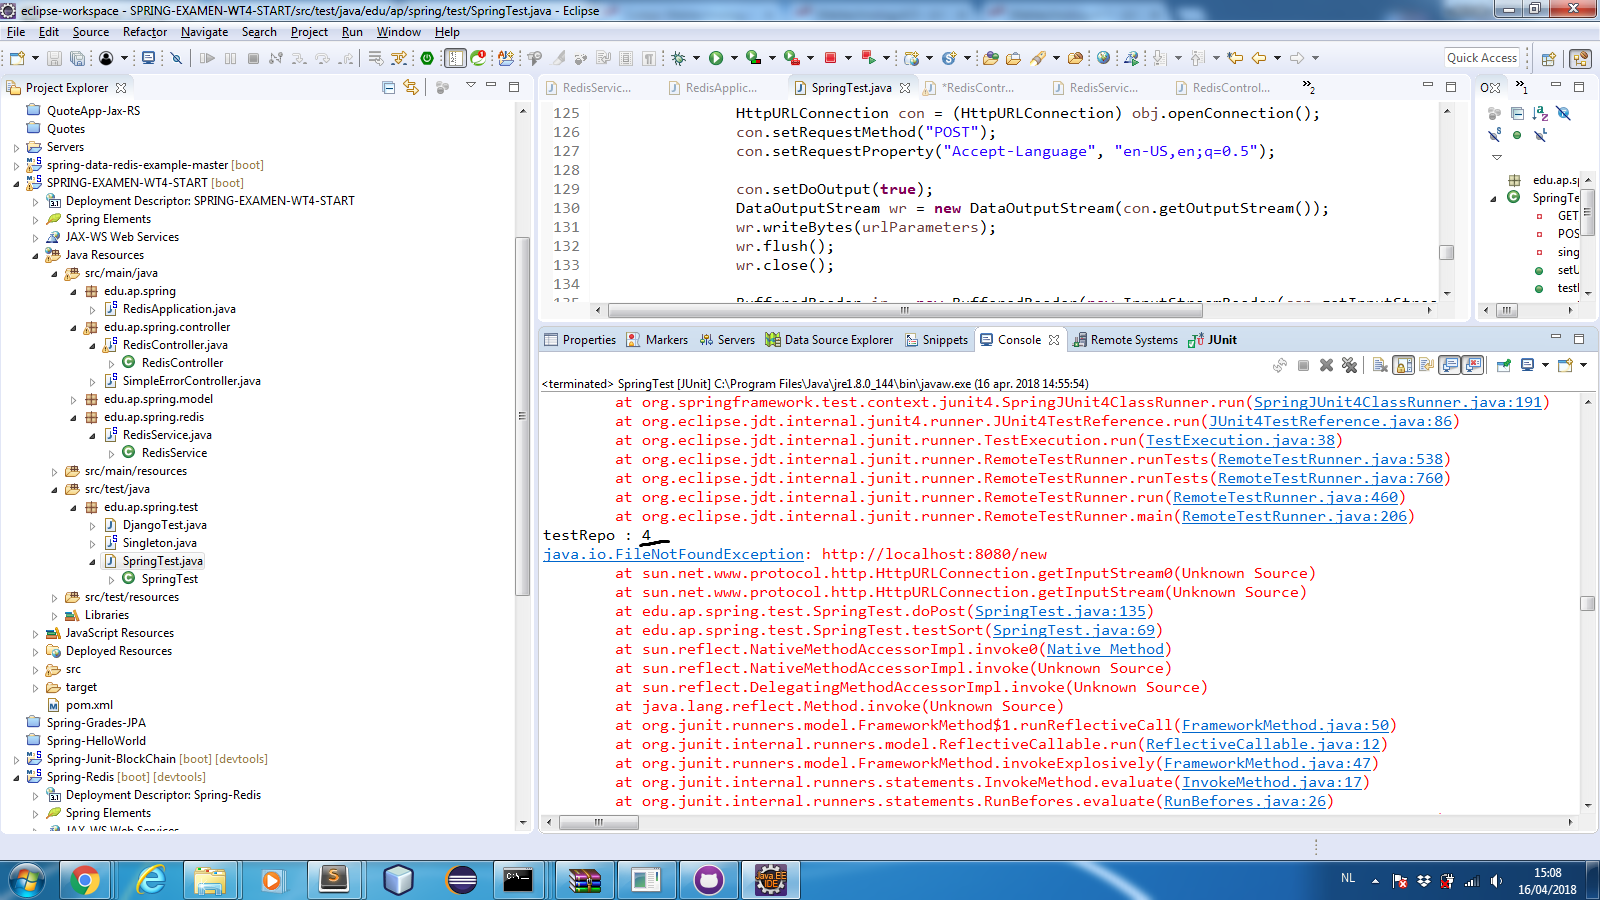 eclipse-workspace - SPRING-EXAMEN-WT4-START/src/test/java/edu/ap/spring/test/SpringTest.java - Eclipse
File Edit Source Refactor Navigate Search Project Run Window Help
Quick Access
Project Explorer
QuoteApp-Jax-RS
Quotes
Servers
spring-data-redis-example-master [boot]
SPRING-EXAMEN-WT4-START [boot]
Deployment Descriptor: SPRING-EXAMEN-WT4-START
Spring Elements
JAX-WS Web Services
Java Resources
src/main/java
edu.ap.spring
RedisApplication.java
edu.ap.spring.controller
RedisController.java
RedisController
SimpleErrorController.java
edu.ap.spring.model
edu.ap.spring.redis
RedisService.java
RedisService
src/main/resources
src/test/java
edu.ap.spring.test
DjangoTest.java
Singleton.java
SpringTest.java
SpringTest
src/test/resources
Libraries
JavaScript Resources
Deployed Resources
src
target
pom.xml
Spring-Grades-JPA
Spring-HelloWorld
Spring-Junit-BlockChain [boot] [devtools]
Spring-Redis [boot] [devtools]
Deployment Descriptor: Spring-Redis
Spring Elements
JAX-WS Web Services
RedisServic... RedisApplic... SpringTest.java *RedisContr... RedisServic... RedisControl... »2
125 HttpURLConnection con = (HttpURLConnection) obj.openConnection();
126 con.setRequestMethod("POST");
127 con.setRequestProperty("Accept-Language", "en-US,en;q=0.5");
128
129 con.setDoOutput(true);
130 DataOutputStream wr = new DataOutputStream(con.getOutputStream());
131 wr.writeBytes(urlParameters);
132 wr.flush();
133 wr.close();
134
135 BufferedReader in = new BufferedReader(new InputStreamReader(con.getInputStrea
O »1
edu.ap.sp
SpringTe
GET
POS
sing
setU
testl
Properties Markers Servers Data Source Explorer Snippets Console Remote Systems JUnit
<terminated> SpringTest [JUnit] C:\Program Files\Java\jre1.8.0_144\bin\javaw.exe (16 apr. 2018 14:55:54)
at org.springframework.test.context.junit4.SpringJUnit4ClassRunner.run(SpringJUnit4ClassRunner.java:191)
at org.eclipse.jdt.internal.junit4.runner.JUnit4TestReference.run(JUnit4TestReference.java:86)
at org.eclipse.jdt.internal.junit.runner.TestExecution.run(TestExecution.java:38)
at org.eclipse.jdt.internal.junit.runner.RemoteTestRunner.runTests(RemoteTestRunner.java:538)
at org.eclipse.jdt.internal.junit.runner.RemoteTestRunner.runTests(RemoteTestRunner.java:760)
at org.eclipse.jdt.internal.junit.runner.RemoteTestRunner.run(RemoteTestRunner.java:460)
at org.eclipse.jdt.internal.junit.runner.RemoteTestRunner.main(RemoteTestRunner.java:206)
testRepo : 4
java.io.FileNotFoundException: http://localhost:8080/new
at sun.net.www.protocol.http.HttpURLConnection.getInputStream0(Unknown Source)
at sun.net.www.protocol.http.HttpURLConnection.getInputStream(Unknown Source)
at edu.ap.spring.test.SpringTest.doPost(SpringTest.java:135)
at edu.ap.spring.test.SpringTest.testSort(SpringTest.java:69)
at sun.reflect.NativeMethodAccessorImpl.invoke0(Native Method)
at sun.reflect.NativeMethodAccessorImpl.invoke(Unknown Source)
at sun.reflect.DelegatingMethodAccessorImpl.invoke(Unknown Source)
at java.lang.reflect.Method.invoke(Unknown Source)
at org.junit.runners.model.FrameworkMethod$1.runReflectiveCall(FrameworkMethod.java:50)
at org.junit.internal.runners.model.ReflectiveCallable.run(ReflectiveCallable.java:12)
at org.junit.runners.model.FrameworkMethod.invokeExplosively(FrameworkMethod.java:47)
at org.junit.internal.runners.statements.InvokeMethod.evaluate(InvokeMethod.java:17)
at org.junit.internal.runners.statements.RunBefores.evaluate(RunBefores.java:26)
NL
15:08
16/04/2018